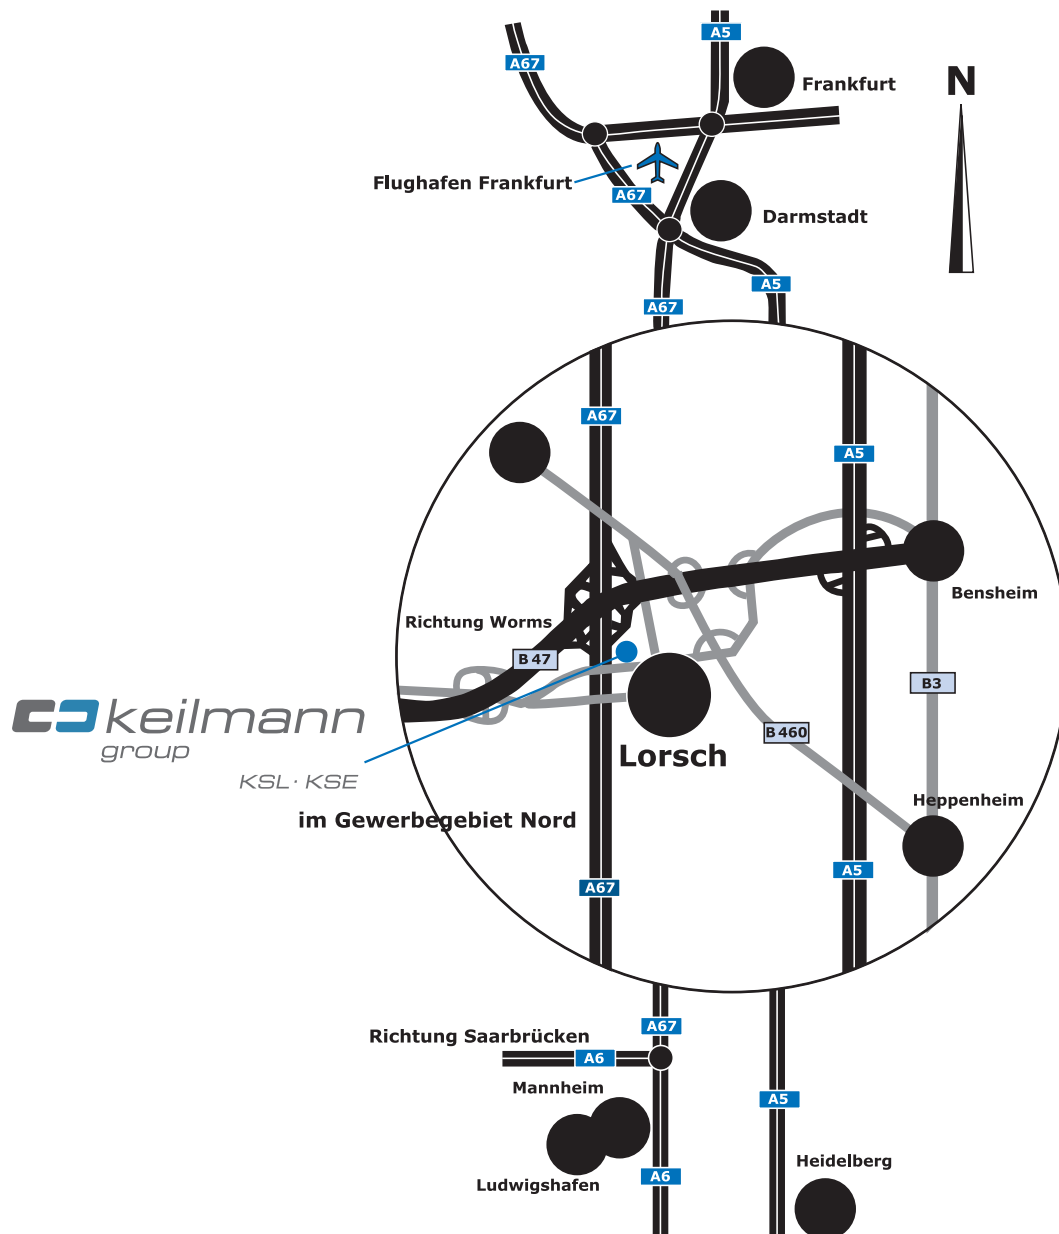 A5
A67
Frankfurt
N
Flughafen Frankfurt
A67
Darmstadt
A5
A67
A67
A5
Bensheim
Richtung Worms
B 47
B3
keilmann
group
B 460
Lorsch
KSL · KSE
Heppenheim
im Gewerbegebiet Nord
A5
A67
A67
Richtung Saarbrücken
A6
Mannheim
A5
Heidelberg
A6
Ludwigshafen